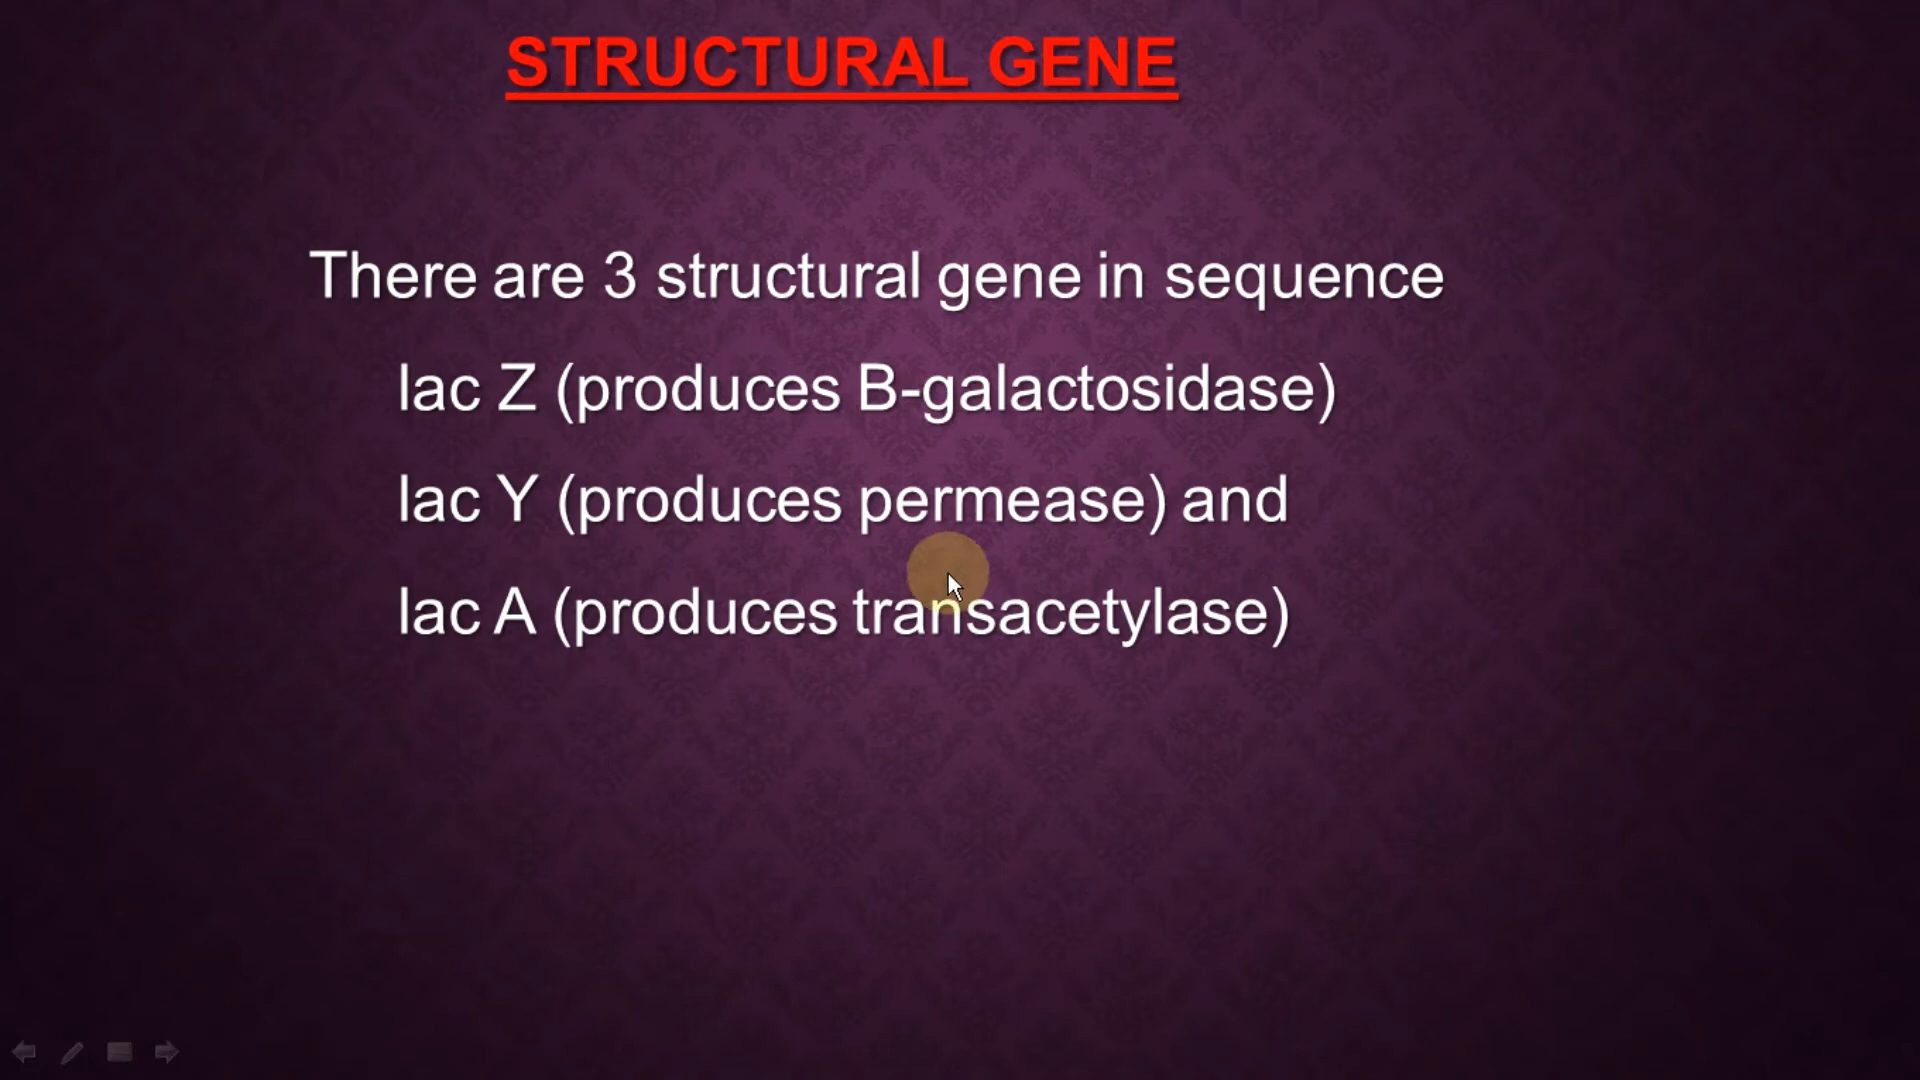 STRUCTURAL GENE
There are 3 structural gene in sequence
lac Z (produces B-galactosidase)
lac Y (produces permease) and
lac A (produces transacetylase)